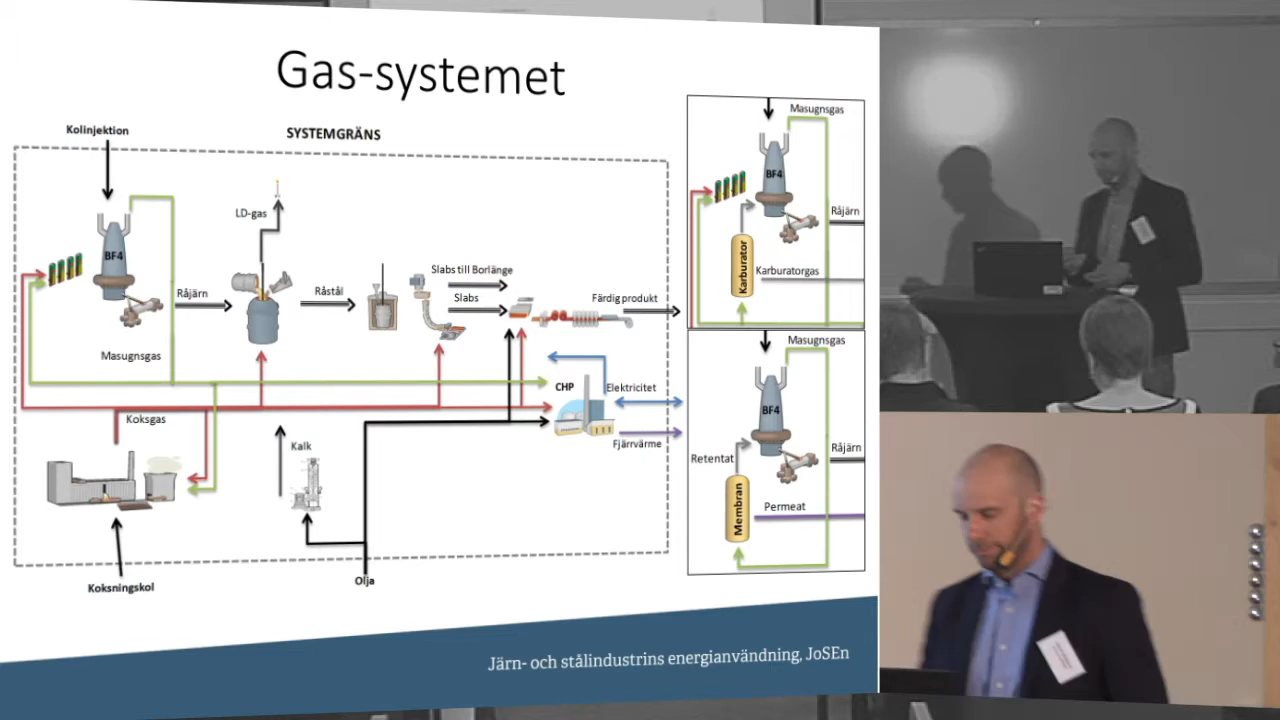 Gas-systemet
Kolinjektion
SYSTEMGRÄNS
LD-gas
BF4
Råjärn
Råstål
Slabs till Borlänge
Slabs
Färdig produkt
Masugnsgas
CHP
Elektricitet
Koksgas
Kalk
Fjärrvärme
Koksningskol
Olja
Masugnsgas
BF4
Råjärn
Karburator
Karburatorgas
Masugnsgas
BF4
Råjärn
Retentat
Membran
Permeat
Järn- och stålindustrins energianvändning, JoSEn